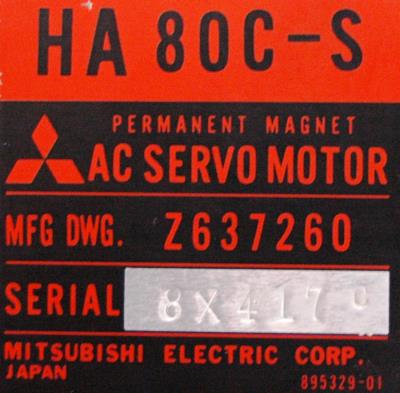 HA 80C-S
PERMANENT MAGNET
AC SERVO MOTOR
MFG DWG. Z637260
SERIAL 8X417
MITSUBISHI ELECTRIC CORP.
JAPAN
895329-01